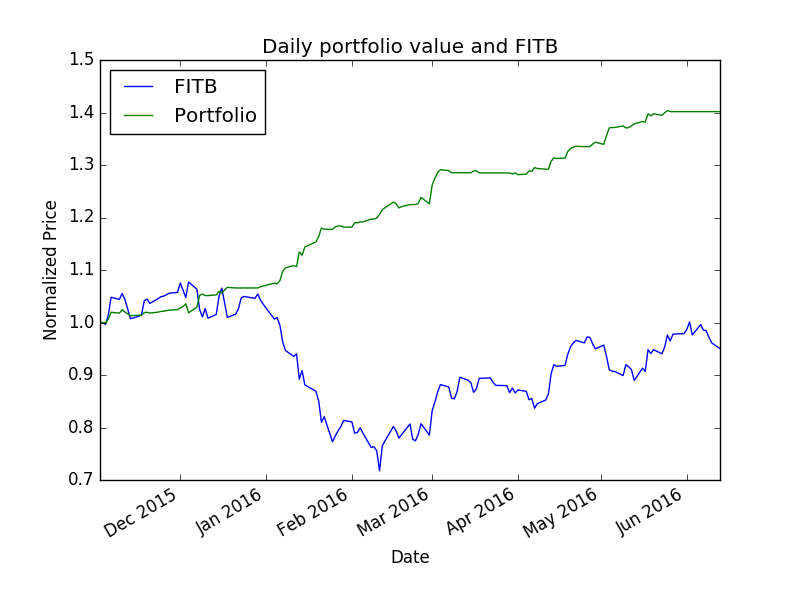 Daily portfolio value and FITB
1.5
1.4
1.3
1.2
1.1
1.0
0.9
0.8
0.7
Normalized Price
FITB
Portfolio
Dec 2015
Jan 2016
Feb 2016
Mar 2016
Apr 2016
May 2016
Jun 2016
Date